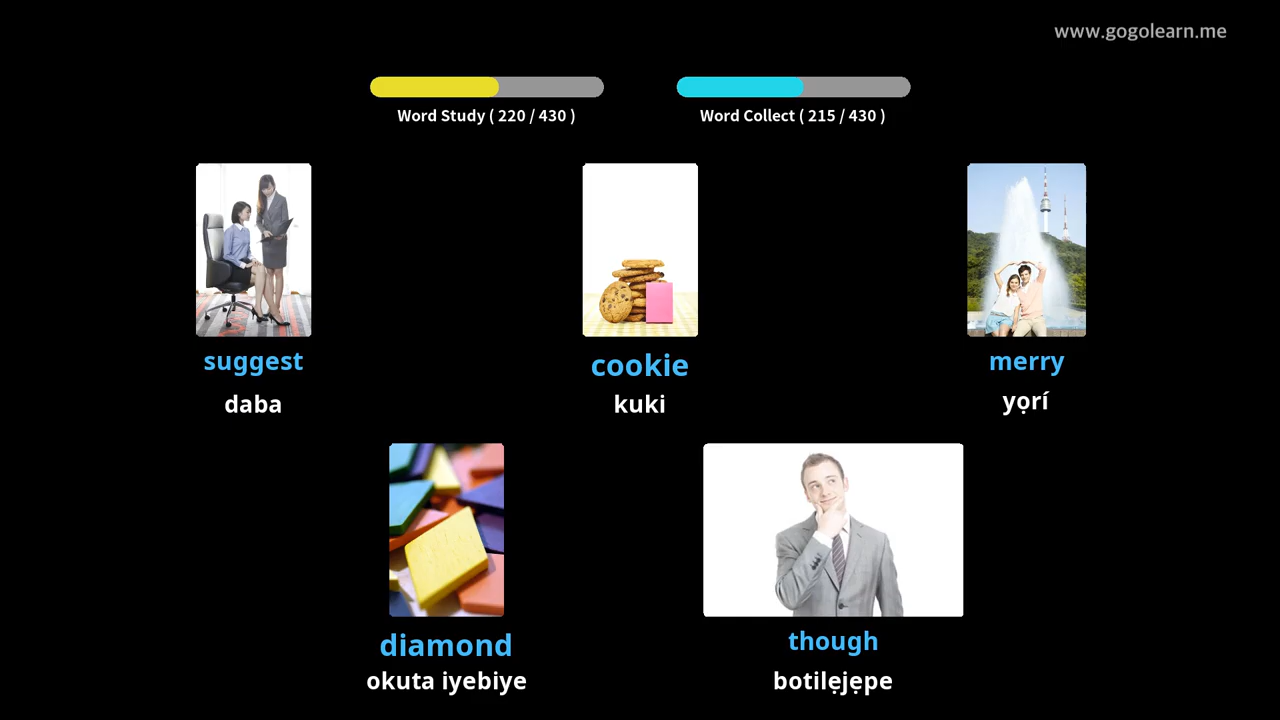 www.gogolearn.me
Word Study ( 220 / 430 )
Word Collect ( 215 / 430 )
suggest
daba
cookie
kuki
merry
yọrí
diamond
okuta iyebiye
though
botilẹjẹpe